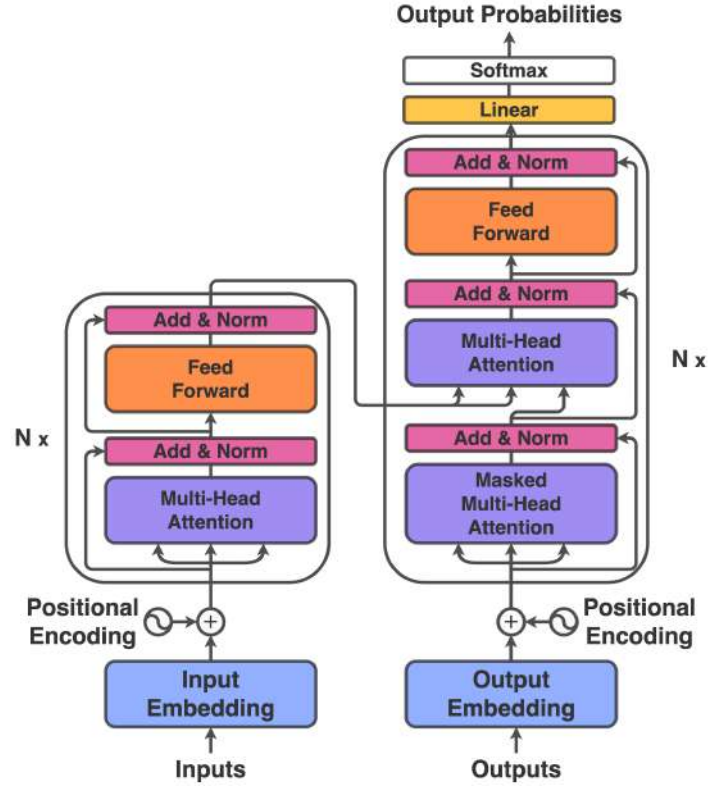 Output Probabilities
Softmax
Linear
Add & Norm
Feed
Forward
Add & Norm
Multi-Head
Attention
N x
Add & Norm
Masked
Multi-Head
Attention
Add & Norm
Feed
Forward
N x
Add & Norm
Multi-Head
Attention
Positional
Encoding
Positional
Encoding
Input
Embedding
Output
Embedding
Inputs
Outputs